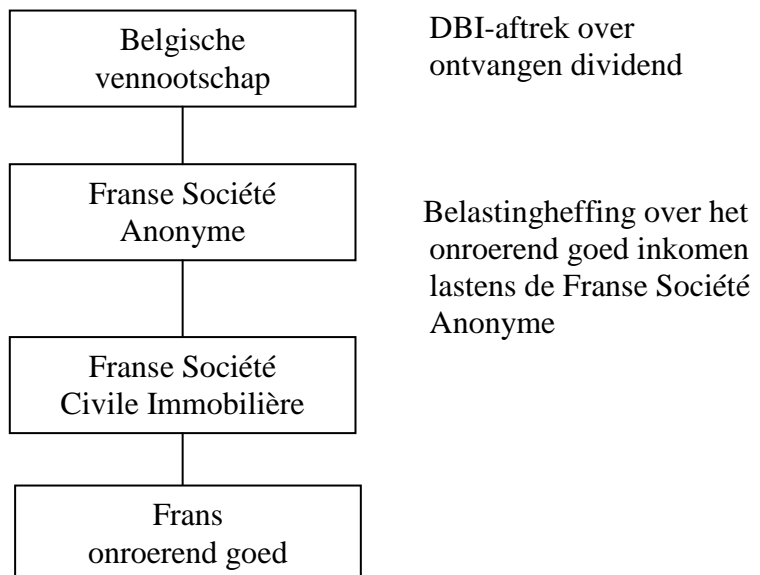 Belgische
vennootschap
DBI-aftrek over
ontvangen dividend
Franse Société
Anonyme
Belastingheffing over het
onroerend goed inkomen
lastens de Franse Société
Anonyme
Franse Société
Civile Immobilière
Frans
onroerend goed